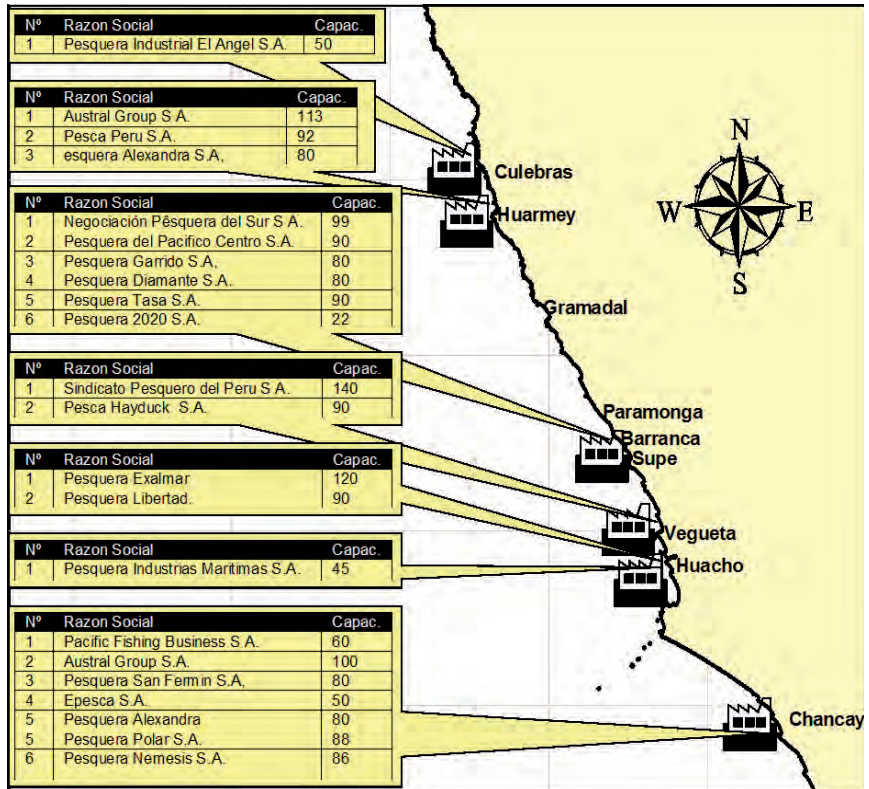 Nº Razon Social Capac.
1 Pesquera Industrial El Angel S.A. 50
Nº Razon Social Capac.
1 Austral Group S.A. 113
2 Pesca Peru S.A. 92
3 esquera Alexandra S.A, 80
Nº Razon Social Capac.
1 Negociación Pêsquera del Sur S.A. 99
2 Pesquera del Pacifico Centro S.A. 90
3 Pesquera Garrido S.A, 80
4 Pesquera Diamante S.A. 80
5 Pesquera Tasa S.A. 90
6 Pesquera 2020 S.A. 22
Nº Razon Social Capac.
1 Sindicato Pesquero del Peru S.A. 140
2 Pesca Hayduck S.A. 90
Nº Razon Social Capac.
1 Pesquera Exalmar 120
2 Pesquera Libertad. 90
Nº Razon Social Capac.
1 Pesquera Industrias Maritimas S.A. 45
Nº Razon Social Capac.
1 Pacific Fishing Business S.A. 60
2 Austral Group S.A. 100
3 Pesquera San Fermin S.A, 80
4 Epesca S.A. 50
5 Pesquera Alexandra 80
5 Pesquera Polar S.A. 88
6 Pesquera Nemesis S.A. 86
N
W E
S
Culebras
Huarmey
Gramadal
Paramonga
Barranca
Supe
Vegueta
Huacho
Chancay